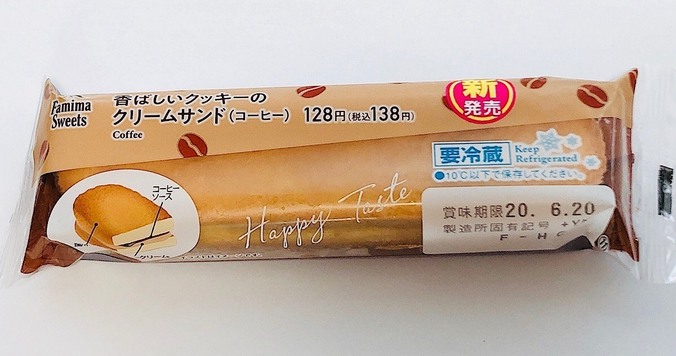 Famima
Sweets
香ばしいクッキーの
クリームサンド(コーヒー) 128円(税込138円)
Coffee
新
発売
要冷蔵 Keep
Refrigerated
●10℃以下で保存してください。
コーヒー
ソース
クリーム
Happy Taste
賞味期限20. 6.20
製造所固有記号